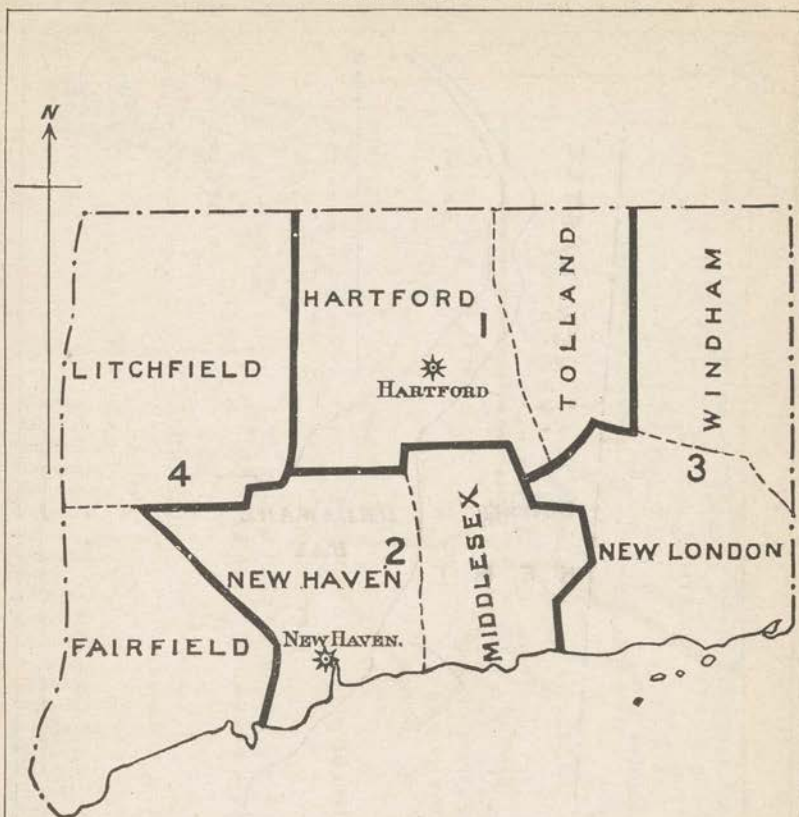 N
HARTFORD
1
TOLLAND
WINDHAM
LITCHFIELD
HARTFORD
4
3
2
MIDDLESEX
NEW HAVEN
NEW LONDON
FAIRFIELD
NEW HAVEN.